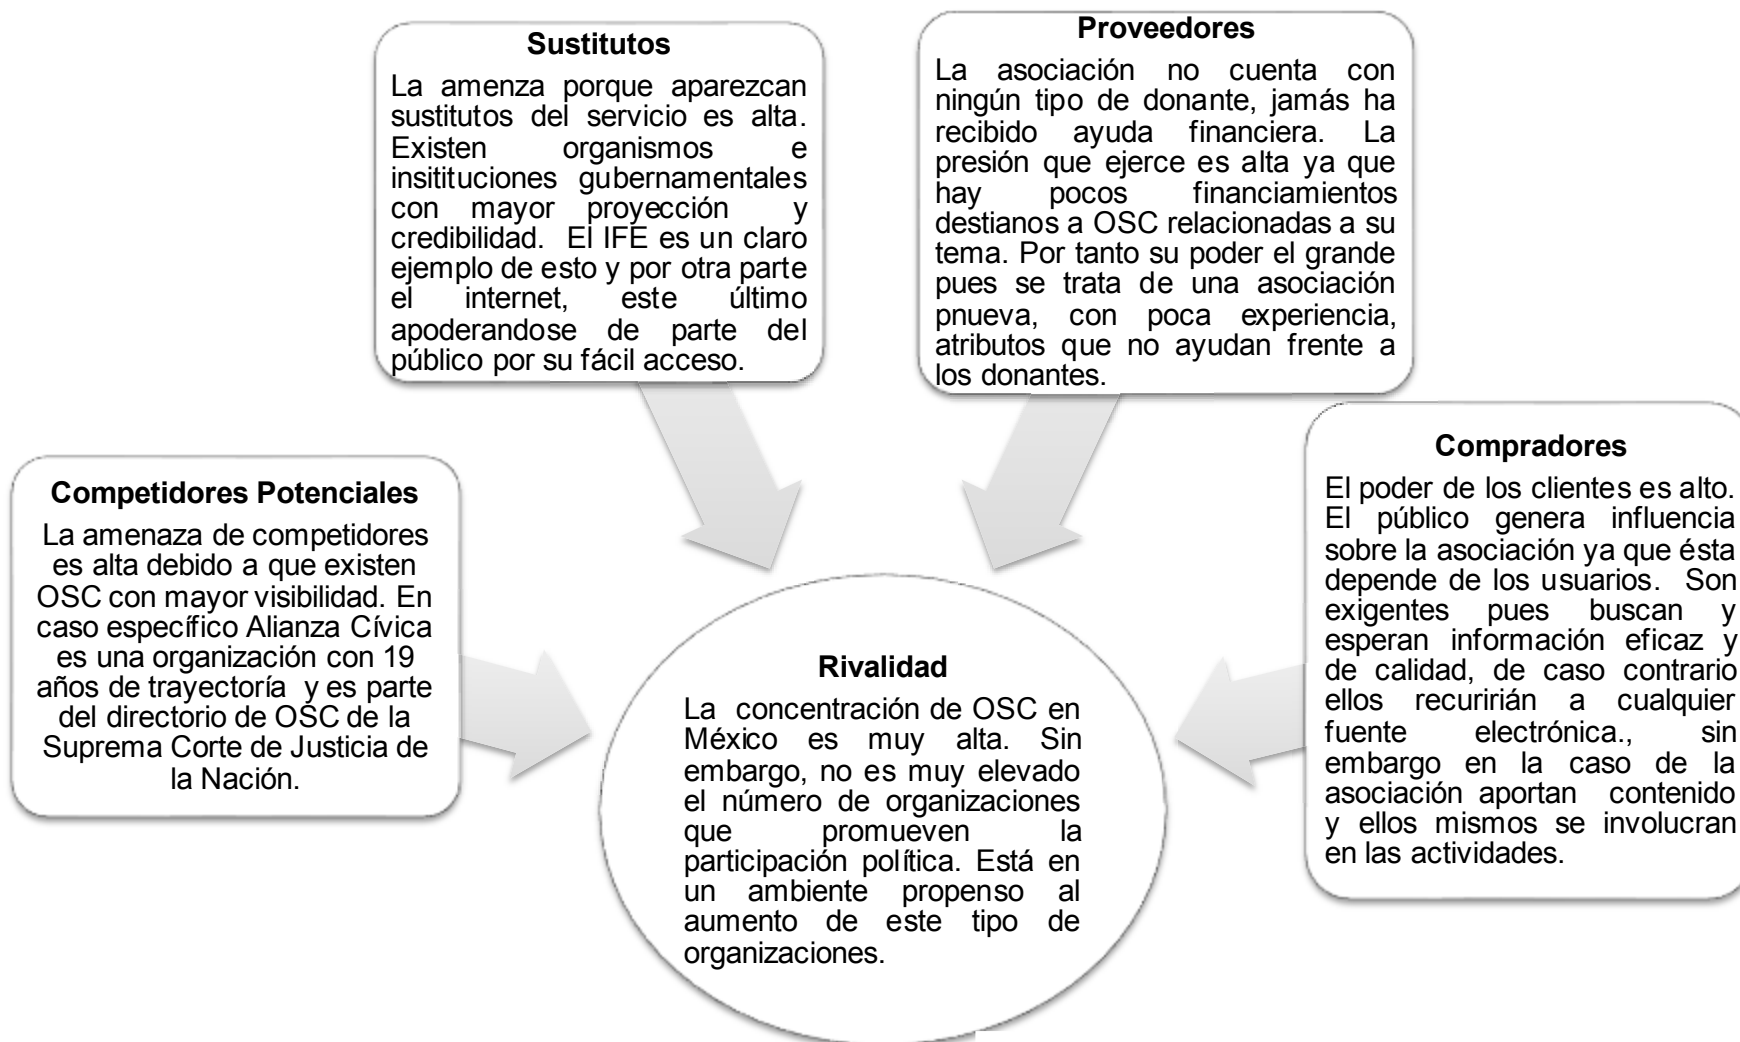 Sustitutos
La amenza porque aparezcan
sustitutos del servicio es alta.
Existen organismos e
insitituciones gubernamentales
con mayor proyección y
credibilidad. El IFE es un claro
ejemplo de esto y por otra parte
el internet, este último
apoderandose de parte del
público por su fácil acceso.
Proveedores
La asociación no cuenta con
ningún tipo de donante, jamás ha
recibido ayuda financiera. La
presión que ejerce es alta ya que
hay pocos financiamientos
destianos a OSC relacionadas a su
tema. Por tanto su poder el grande
pues se trata de una asociación
pnueva, con poca experiencia,
atributos que no ayudan frente a
los donantes.
Competidores Potenciales
La amenaza de competidores
es alta debido a que existen
OSC con mayor visibilidad. En
caso específico Alianza Cívica
es una organización con 19
años de trayectoría y es parte
del directorio de OSC de la
Suprema Corte de Justicia de
la Nación.
Compradores
El poder de los clientes es alto.
El público genera influencia
sobre la asociación ya que ésta
depende de los usuarios. Son
exigentes pues buscan y
esperan información eficaz y
de calidad, de caso contrario
ellos recuririán a cualquier
fuente electrónica., sin
embargo en la caso de la
asociación aportan contenido
y ellos mismos se involucran
en las actividades.
Rivalidad
La concentración de OSC en
México es muy alta. Sin
embargo, no es muy elevado
el número de organizaciones
que promueven la
participación política. Está en
un ambiente propenso al
aumento de este tipo de
organizaciones.